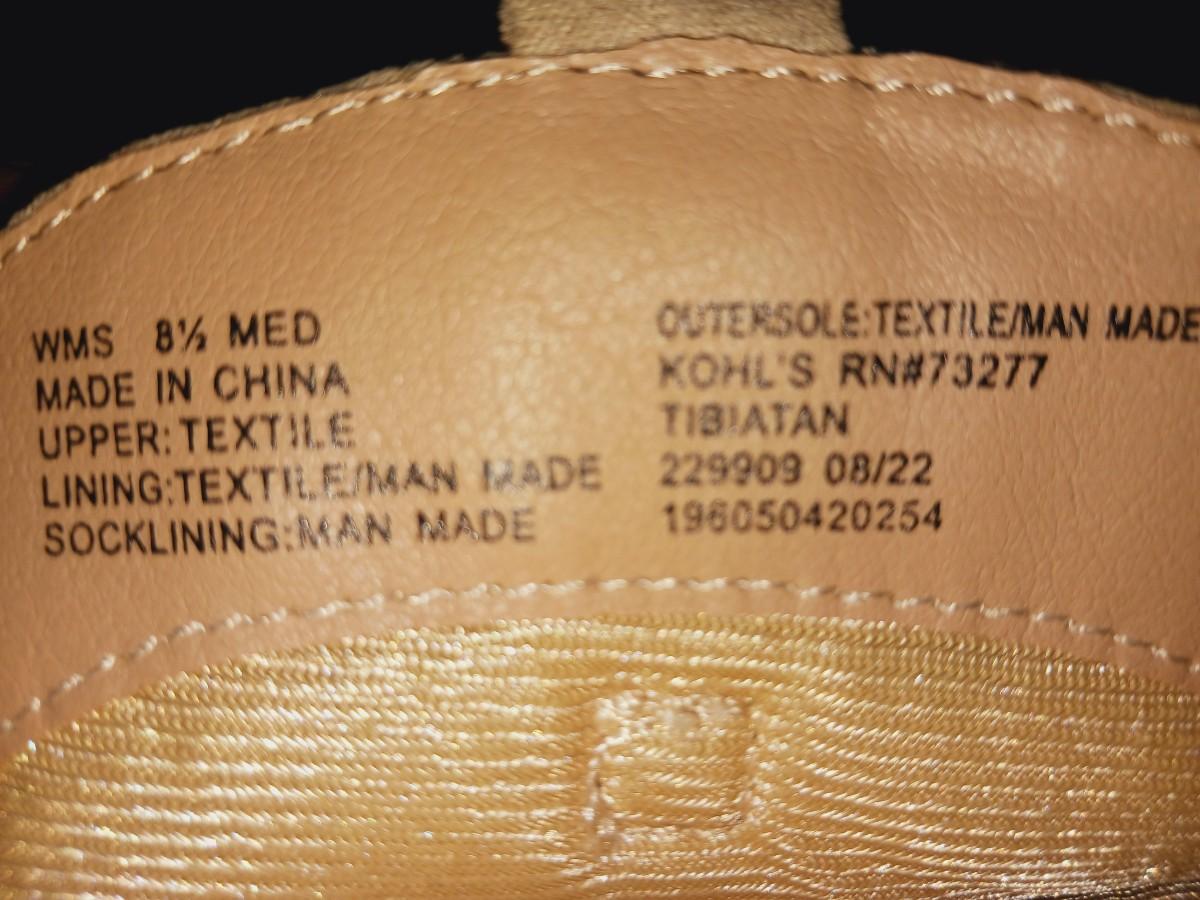 WMS 8½ MED
MADE IN CHINA
UPPER:TEXTILE
LINING:TEXTILE/MAN MADE
SOCKLINING:MAN MADE
OUTERSOLE:TEXTILE/MAN MADE
KOHL'S RN#73277
TIBIATAN
229909 08/22
196050420254